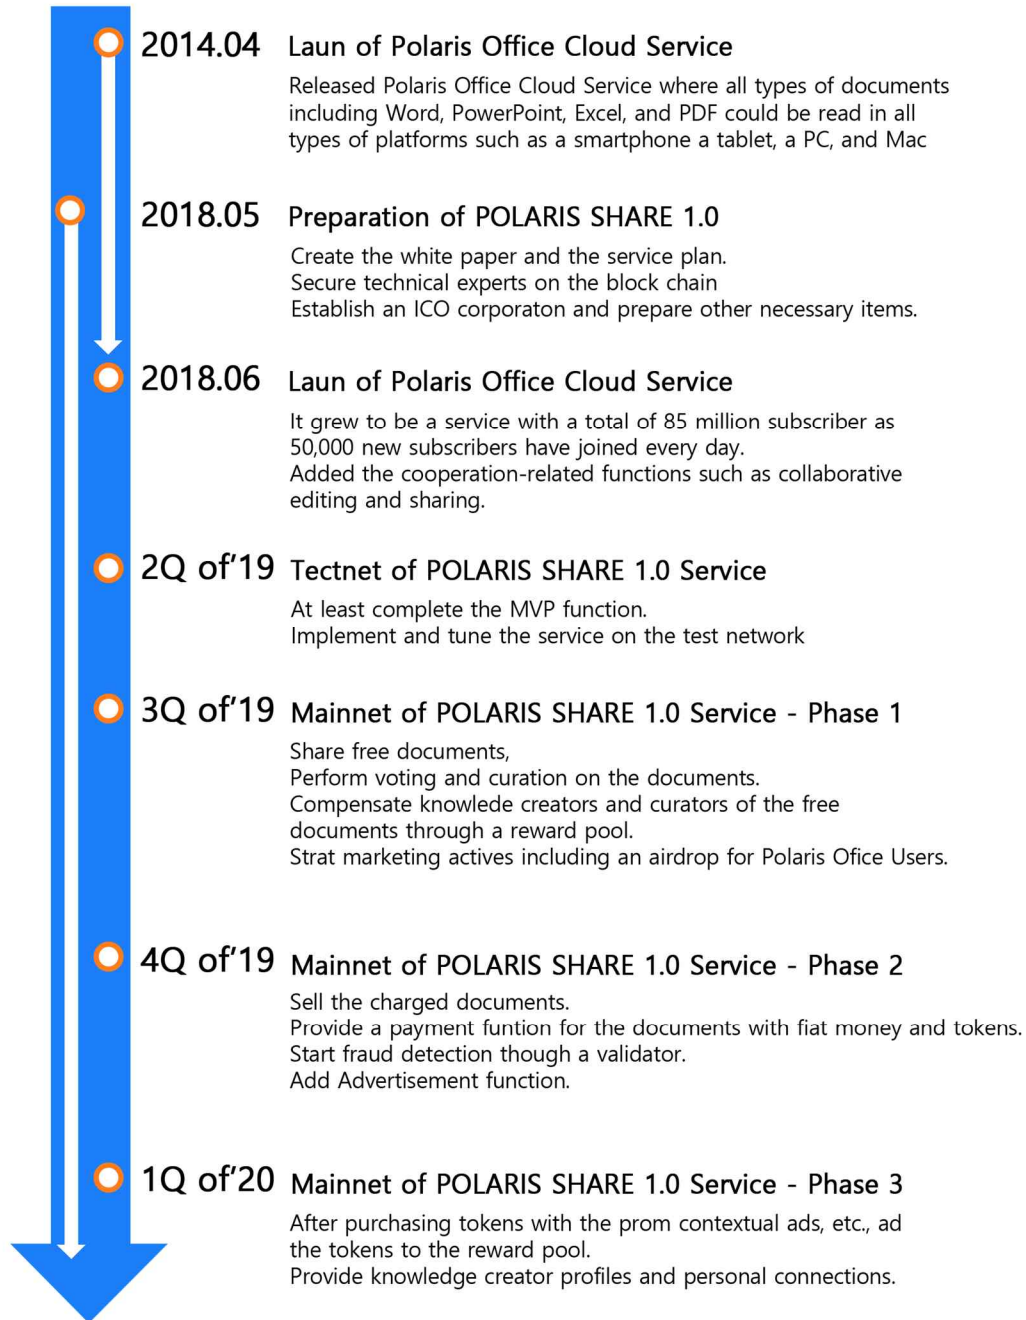 2014.04 Laun of Polaris Office Cloud Service
Released Polaris Office Cloud Service where all types of documents
including Word, PowerPoint, Excel, and PDF could be read in all
types of platforms such as a smartphone a tablet, a PC, and Mac
2018.05 Preparation of POLARIS SHARE 1.0
Create the white paper and the service plan.
Secure technical experts on the block chain
Establish an ICO corporaton and prepare other necessary items.
2018.06 Laun of Polaris Office Cloud Service
It grew to be a service with a total of 85 million subscriber as
50,000 new subscribers have joined every day.
Added the cooperation-related functions such as collaborative
editing and sharing.
2Q of'19 Tectnet of POLARIS SHARE 1.0 Service
At least complete the MVP function.
Implement and tune the service on the test network
3Q of'19 Mainnet of POLARIS SHARE 1.0 Service - Phase 1
Share free documents,
Perform voting and curation on the documents.
Compensate knowlede creators and curators of the free
documents through a reward pool.
Strat marketing actives including an airdrop for Polaris Ofice Users.
4Q of'19 Mainnet of POLARIS SHARE 1.0 Service - Phase 2
Sell the charged documents.
Provide a payment funtion for the documents with fiat money and tokens.
Start fraud detection though a validator.
Add Advertisement function.
1Q of'20 Mainnet of POLARIS SHARE 1.0 Service - Phase 3
After purchasing tokens with the prom contextual ads, etc., ad
the tokens to the reward pool.
Provide knowledge creator profiles and personal connections.